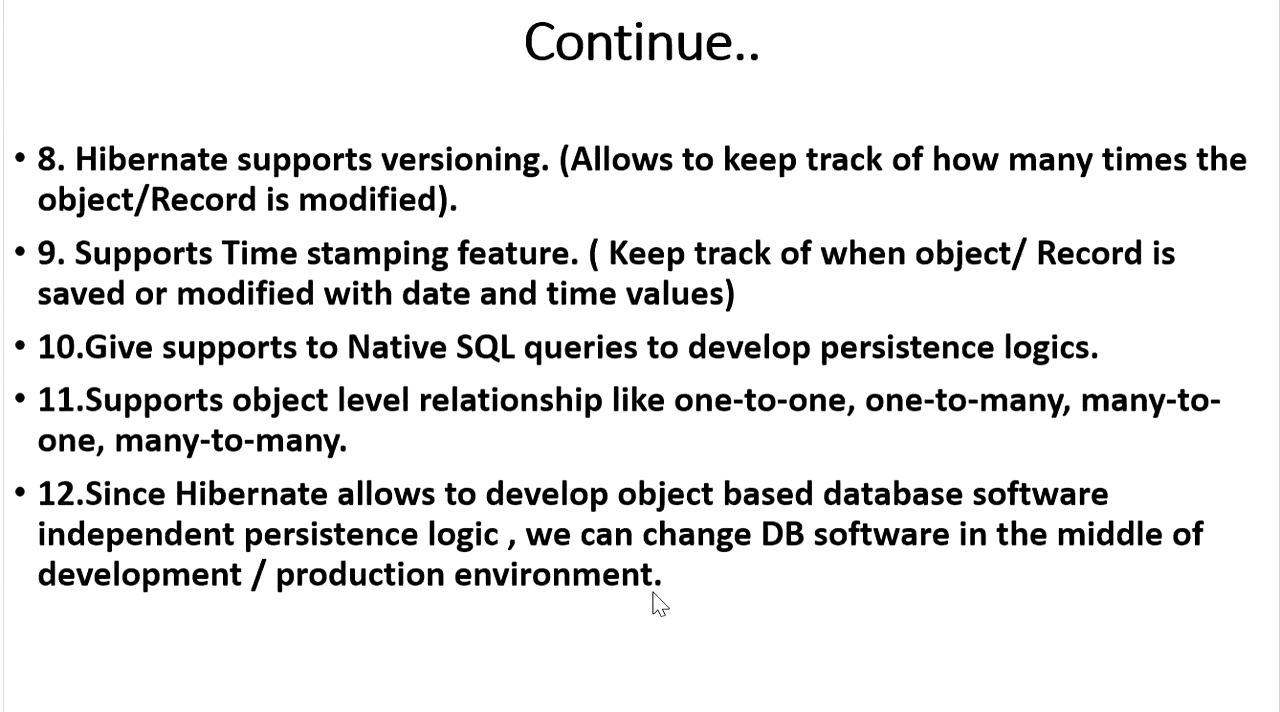 Continue..
• 8. Hibernate supports versioning. (Allows to keep track of how many times the
object/Record is modified).
• 9. Supports Time stamping feature. ( Keep track of when object/ Record is
saved or modified with date and time values)
• 10.Give supports to Native SQL queries to develop persistence logics.
• 11.Supports object level relationship like one-to-one, one-to-many, many-to-
one, many-to-many.
• 12.Since Hibernate allows to develop object based database software
independent persistence logic , we can change DB software in the middle of
development / production environment.